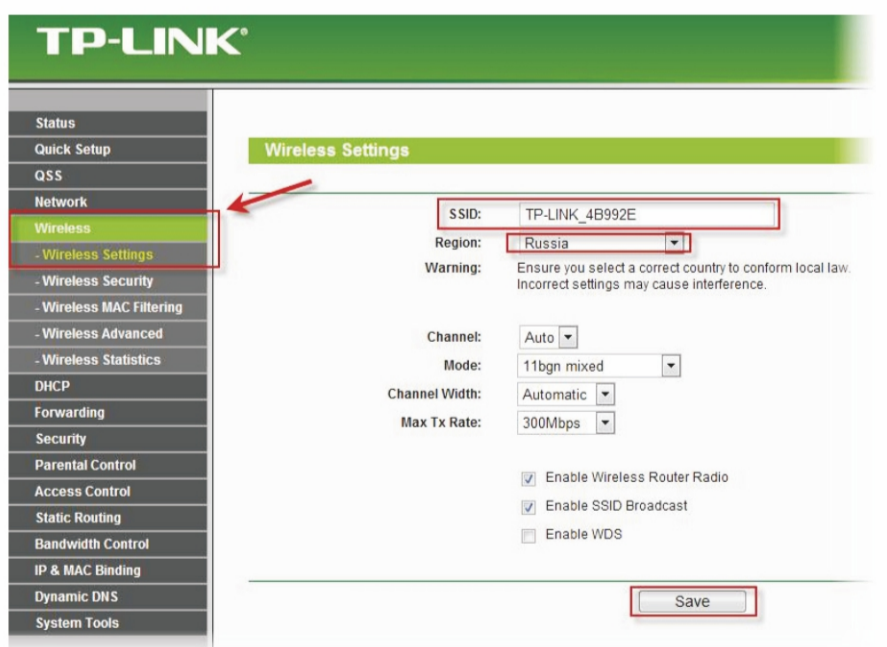 TP-LINK®
Status
Quick Setup
QSS
Network
Wireless
- Wireless Settings
- Wireless Security
- Wireless MAC Filtering
- Wireless Advanced
- Wireless Statistics
DHCP
Forwarding
Security
Parental Control
Access Control
Static Routing
Bandwidth Control
IP & MAC Binding
Dynamic DNS
System Tools
Wireless Settings
SSID: TP-LINK_4B992E
Region: Russia
Warning: Ensure you select a correct country to conform local law.
Incorrect settings may cause interference.
Channel: Auto
Mode: 11bgn mixed
Channel Width: Automatic
Max Tx Rate: 300Mbps
Enable Wireless Router Radio
Enable SSID Broadcast
Enable WDS
Save